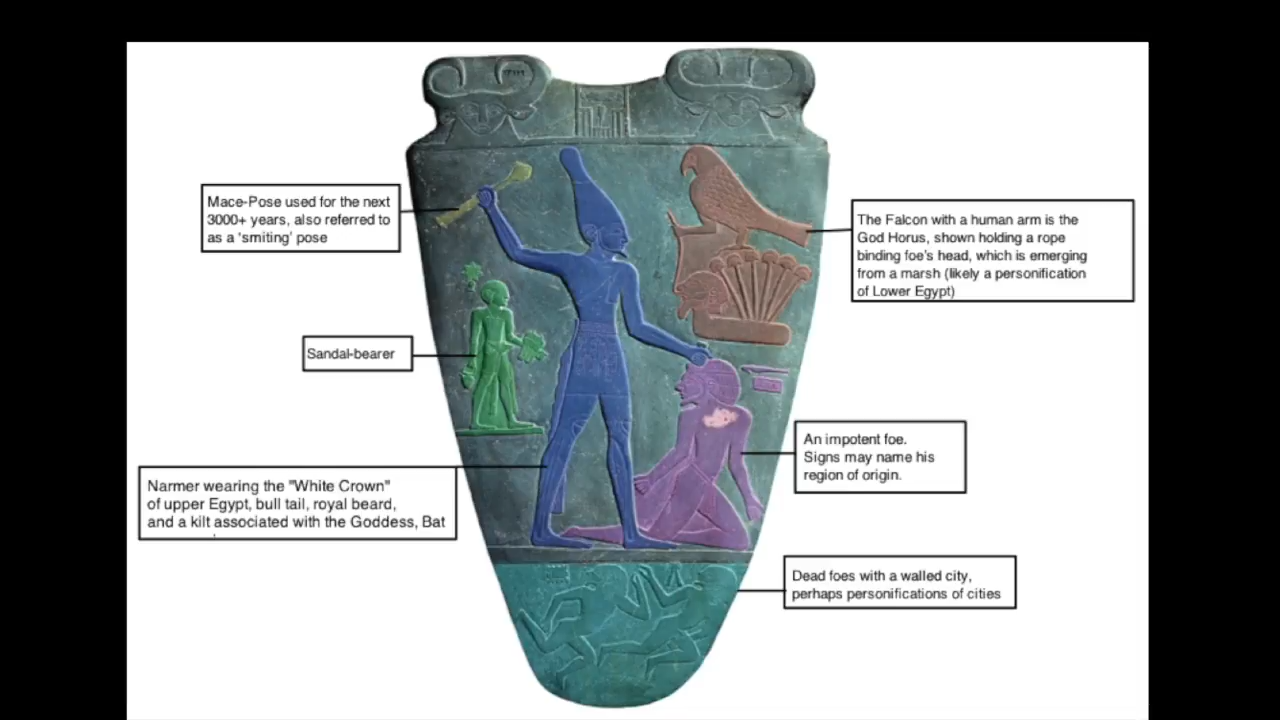 Mace-Pose used for the next
3000+ years, also referred to
as a 'smiting' pose
The Falcon with a human arm is the
God Horus, shown holding a rope
binding foe's head, which is emerging
from a marsh (likely a personification
of Lower Egypt)
Sandal-bearer
An impotent foe.
Signs may name his
region of origin.
Narmer wearing the "White Crown"
of upper Egypt, bull tail, royal beard,
and a kilt associated with the Goddess, Bat
Dead foes with a walled city,
perhaps personifications of cities